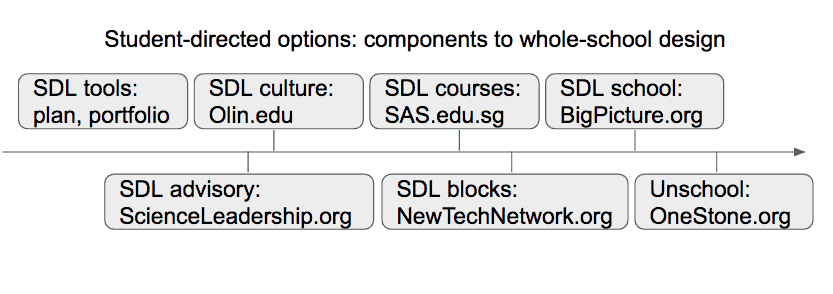 Student-directed options: components to whole-school design
SDL tools:
plan, portfolio
SDL culture:
Olin.edu
SDL courses:
SAS.edu.sg
SDL school:
BigPicture.org
SDL advisory:
ScienceLeadership.org
SDL blocks:
NewTechNetwork.org
Unschool:
OneStone.org